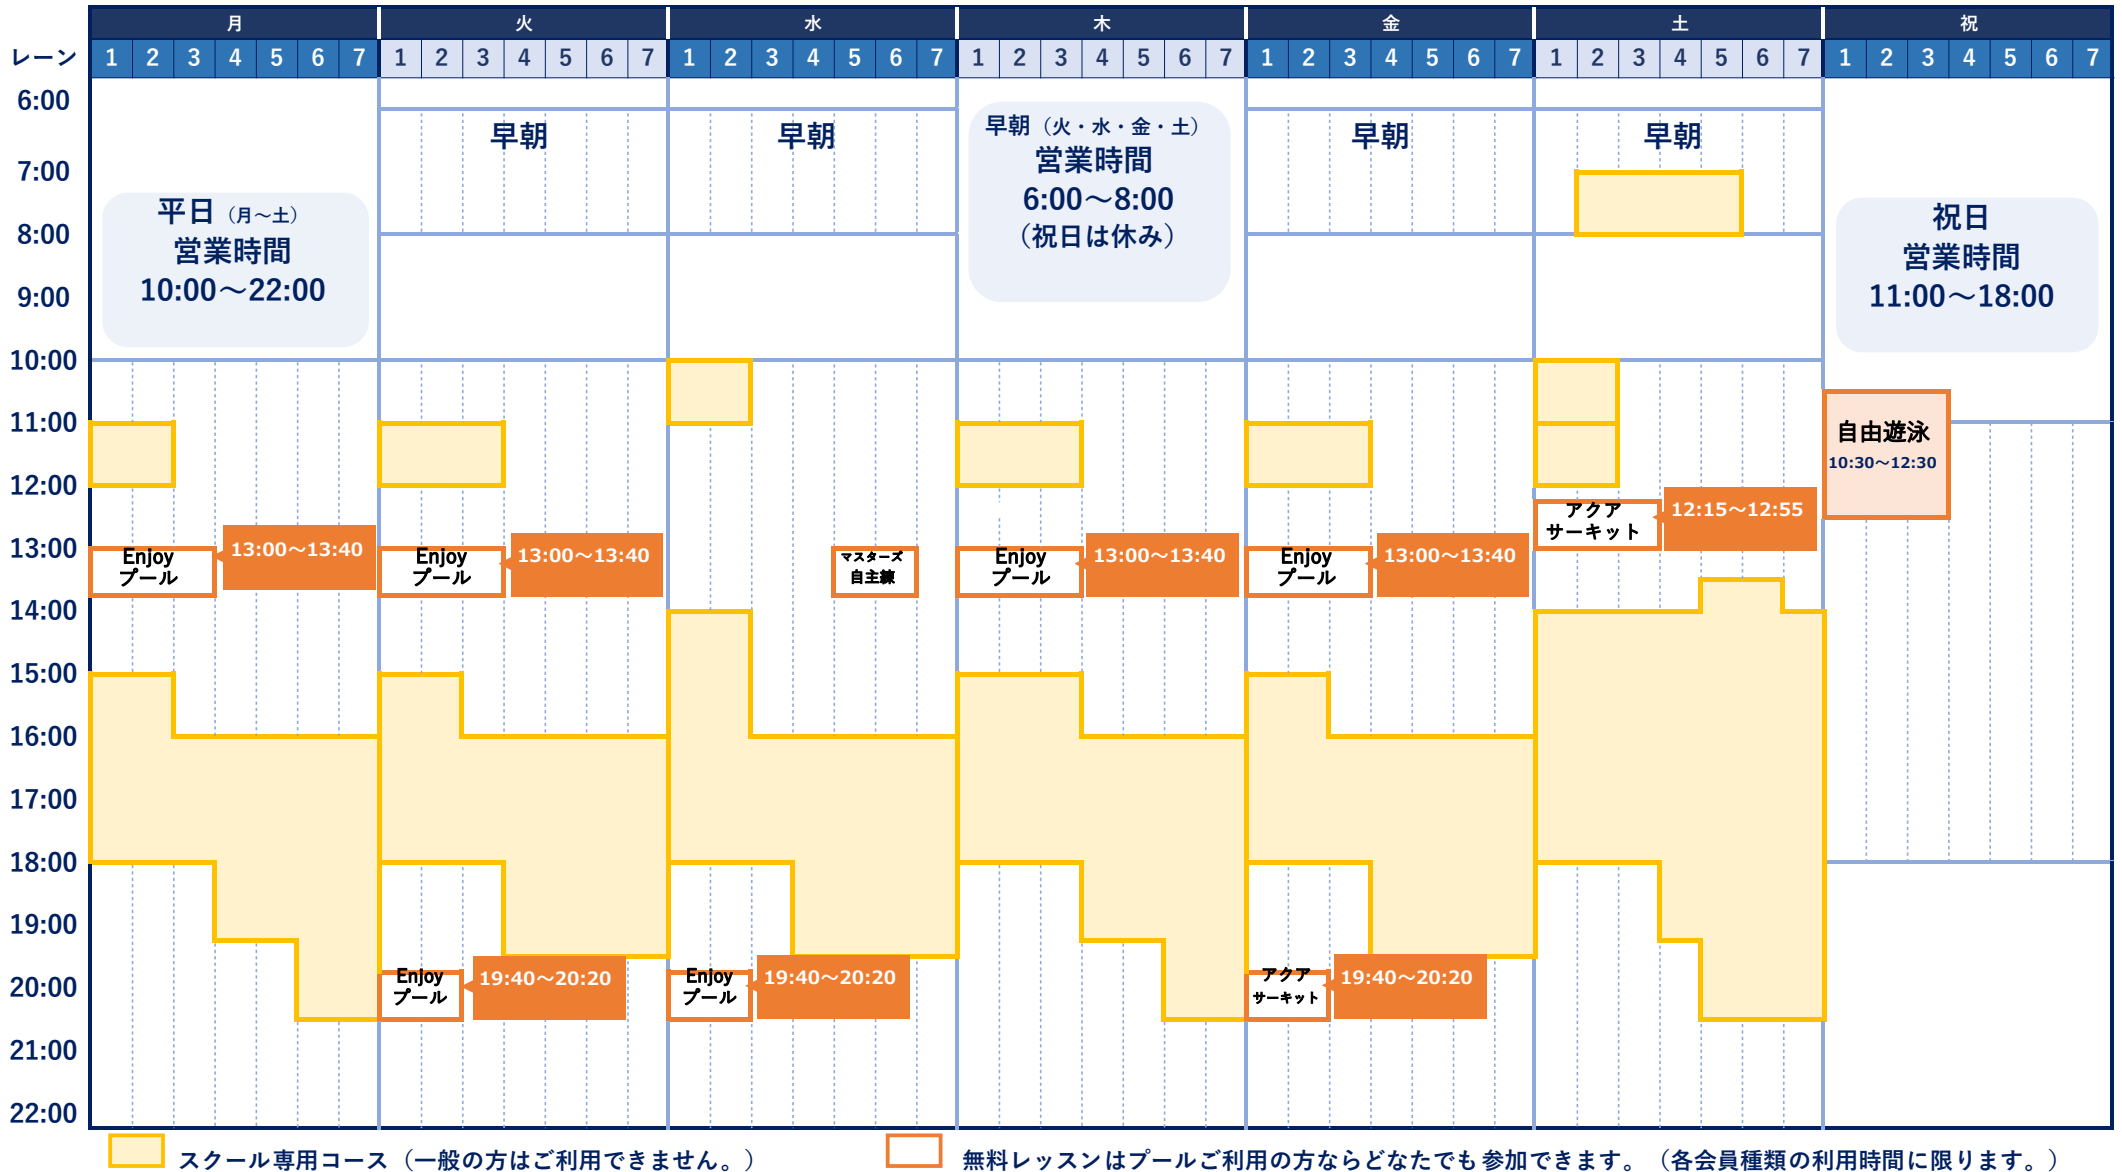 月 火 水 木 金 土 祝
レーン 1 2 3 4 5 6 7 1 2 3 4 5 6 7 1 2 3 4 5 6 7 1 2 3 4 5 6 7 1 2 3 4 5 6 7 1 2 3 4 5 6 7 1 2 3 4 5 6 7
6:00
7:00
8:00
9:00
10:00
11:00
12:00
13:00
14:00
15:00
16:00
17:00
18:00
19:00
20:00
21:00
22:00
平日（月～土）
営業時間
10:00～22:00
Enjoy
プール
13:00～13:40
早朝
Enjoy
プール
13:00～13:40
Enjoy
プール
19:40～20:20
早朝
マスターズ
自主練
Enjoy
プール
19:40～20:20
早朝（火・水・金・土）
営業時間
6:00～8:00
（祝日は休み）
Enjoy
プール
13:00～13:40
早朝
Enjoy
プール
13:00～13:40
アクア
サーキット
19:40～20:20
早朝
アクア
サーキット
12:15～12:55
祝日
営業時間
11:00～18:00
自由遊泳
10:30～12:30
スクール専用コース（一般の方はご利用できません。）
無料レッスンはプールご利用の方ならどなたでも参加できます。（各会員種類の利用時間に限ります。）